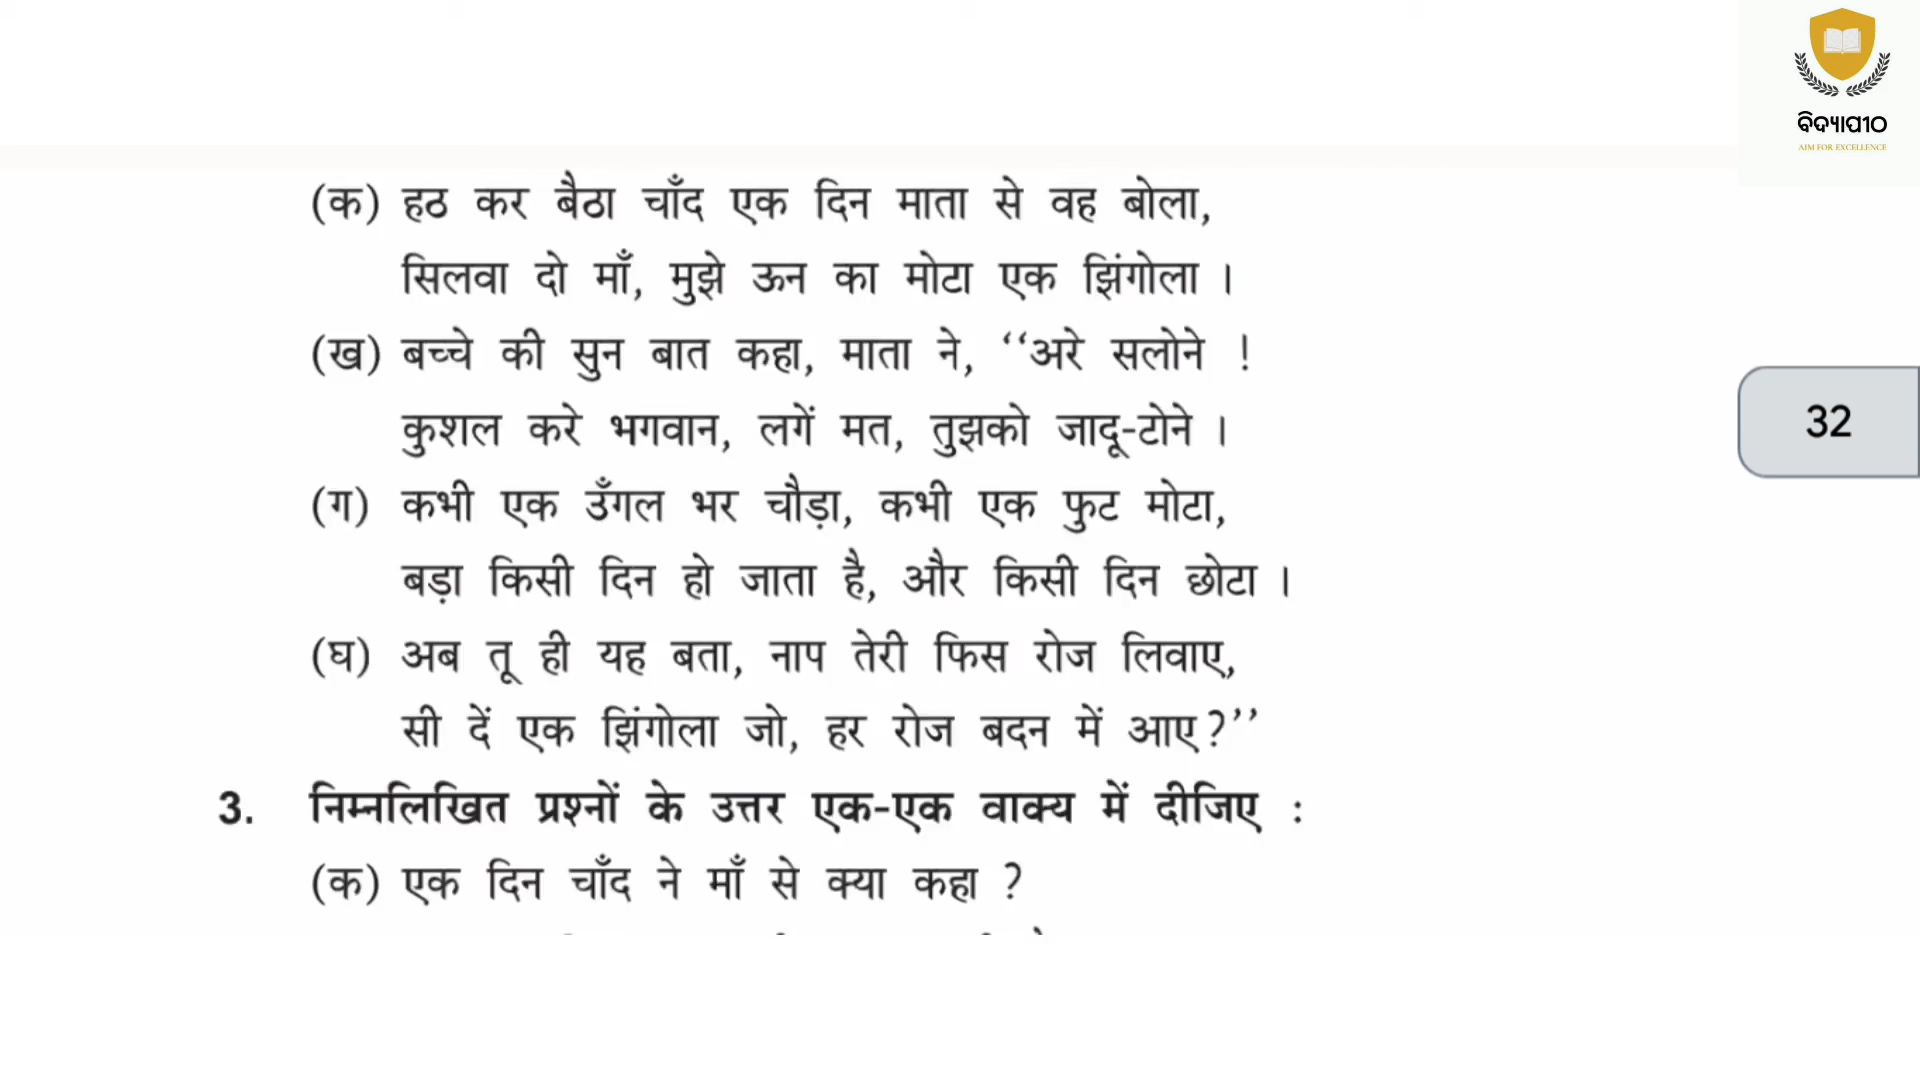 ବିଦ୍ୟାପୀଠ
AIM FOR EXCELLENCE
(क) हठ कर बैठा चाँद एक दिन माता से वह बोला,
सिलवा दो माँ, मुझे ऊन का मोटा एक झिंगोला ।
(ख) बच्चे की सुन बात कहा, माता ने, ‘‘अरे सलोने !
कुशल करे भगवान, लगें मत, तुझको जादू-टोने ।
32
(ग) कभी एक उँगल भर चौड़ा, कभी एक फुट मोटा,
बड़ा किसी दिन हो जाता है, और किसी दिन छोटा ।
(घ) अब तू ही यह बता, नाप तेरी फिस रोज लिवाए,
सी दें एक झिंगोला जो, हर रोज बदन में आए?’’
3. निम्नलिखित प्रश्नों के उत्तर एक-एक वाक्य में दीजिए :
(क) एक दिन चाँद ने माँ से क्या कहा ?